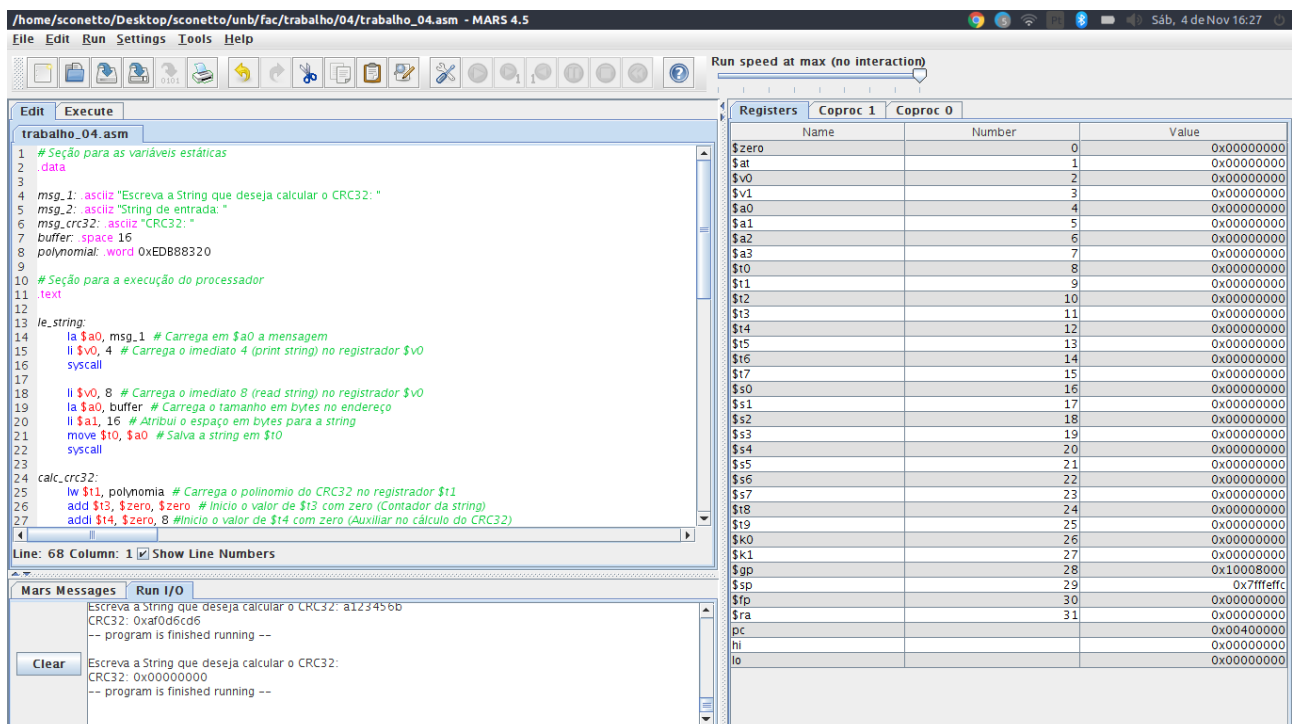 /home/sconetto/Desktop/sconetto/unb/fac/trabalho/04/trabalho_04.asm - MARS 4.5
Pt
Sáb, 4 de Nov 16:27
File Edit Run Settings Tools Help
Run speed at max (no interaction)
Edit Execute
trabalho_04.asm
1 # Seção para as variáveis estáticas
2 .data
3
4 msg_1: .asciiz "Escreva a String que deseja calcular o CRC32: "
5 msg_2: .asciiz "String de entrada: "
6 msg_crc32: .asciiz "CRC32: "
7 buffer: .space 16
8 polynomial: .word 0xEDB88320
9
10 # Seção para a execução do processador
11 .text
12
13 le_string:
14 la $a0, msg_1 # Carrega em $a0 a mensagem
15 li $v0, 4 # Carrega o imediato 4 (print string) no registrador $v0
16 syscall
17
18 li $v0, 8 # Carrega o imediato 8 (read string) no registrador $v0
19 la $a0, buffer # Carrega o tamanho em bytes no endereço
20 li $a1, 16 # Atribui o espaço em bytes para a string
21 move $t0, $a0 # Salva a string em $t0
22 syscall
23
24 calc_crc32:
25 lw $t1, polynomia # Carrega o polinomio do CRC32 no registrador $t1
26 add $t3, $zero, $zero # Inicio o valor de $t3 com zero (Contador da string)
27 addi $t4, $zero, 8 #Inicio o valor de $t4 com zero (Auxiliar no cálculo do CRC32)
Line: 68 Column: 1 Show Line Numbers
Mars Messages Run I/O
Clear
Escreva a String que deseja calcular o CRC32: a123456b
CRC32: 0xaf0d6cd6
-- program is finished running --
Escreva a String que deseja calcular o CRC32:
CRC32: 0x00000000
-- program is finished running --
Registers Coproc 1 Coproc 0
Name Number Value
$zero 0 0x00000000
$at 1 0x00000000
$v0 2 0x00000000
$v1 3 0x00000000
$a0 4 0x00000000
$a1 5 0x00000000
$a2 6 0x00000000
$a3 7 0x00000000
$t0 8 0x00000000
$t1 9 0x00000000
$t2 10 0x00000000
$t3 11 0x00000000
$t4 12 0x00000000
$t5 13 0x00000000
$t6 14 0x00000000
$t7 15 0x00000000
$s0 16 0x00000000
$s1 17 0x00000000
$s2 18 0x00000000
$s3 19 0x00000000
$s4 20 0x00000000
$s5 21 0x00000000
$s6 22 0x00000000
$s7 23 0x00000000
$t8 24 0x00000000
$t9 25 0x00000000
$k0 26 0x00000000
$k1 27 0x00000000
$gp 28 0x10008000
$sp 29 0x7fffeffc
$fp 30 0x00000000
$ra 31 0x00000000
pc 0x00400000
hi 0x00000000
lo 0x00000000